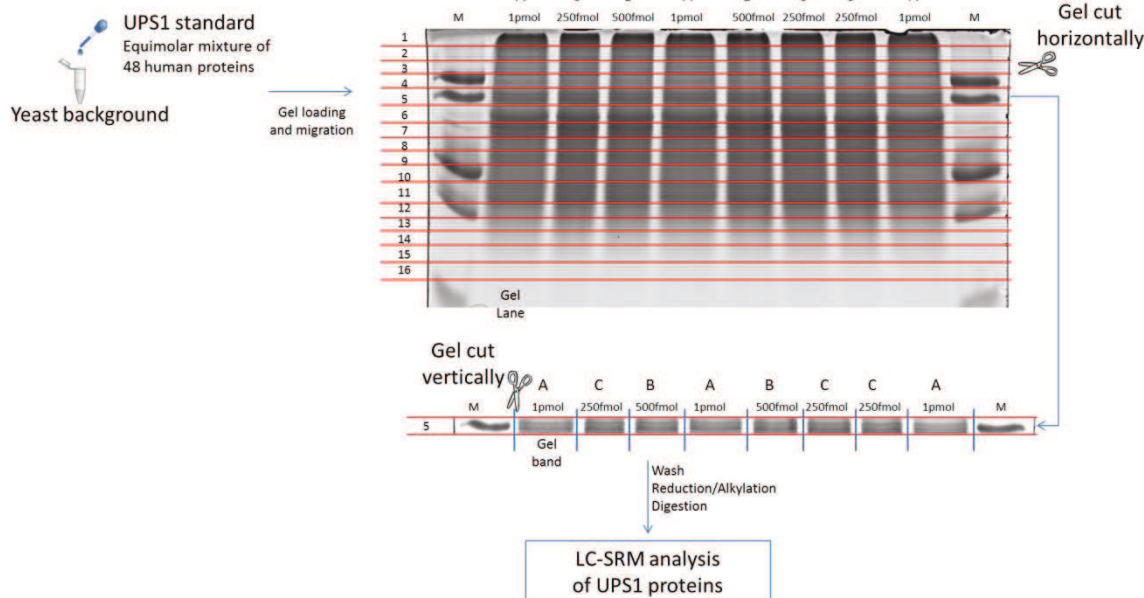 UPS1 standard
Equimolar mixture of
48 human proteins
Yeast background
Gel loading
and migration
M 1pmol 250fmol 500fmol 1pmol 500fmol 250fmol 250fmol 1pmol M
Gel cut
horizontally
1
2
3
4
5
6
7
8
9
10
11
12
13
14
15
16
Gel
Lane
Gel cut
vertically
A C B A B C C A
M 1pmol 250fmol 500fmol 1pmol 500fmol 250fmol 250fmol 1pmol M
5
Gel
band
Wash
Reduction/Alkylation
Digestion
LC-SRM analysis
of UPS1 proteins